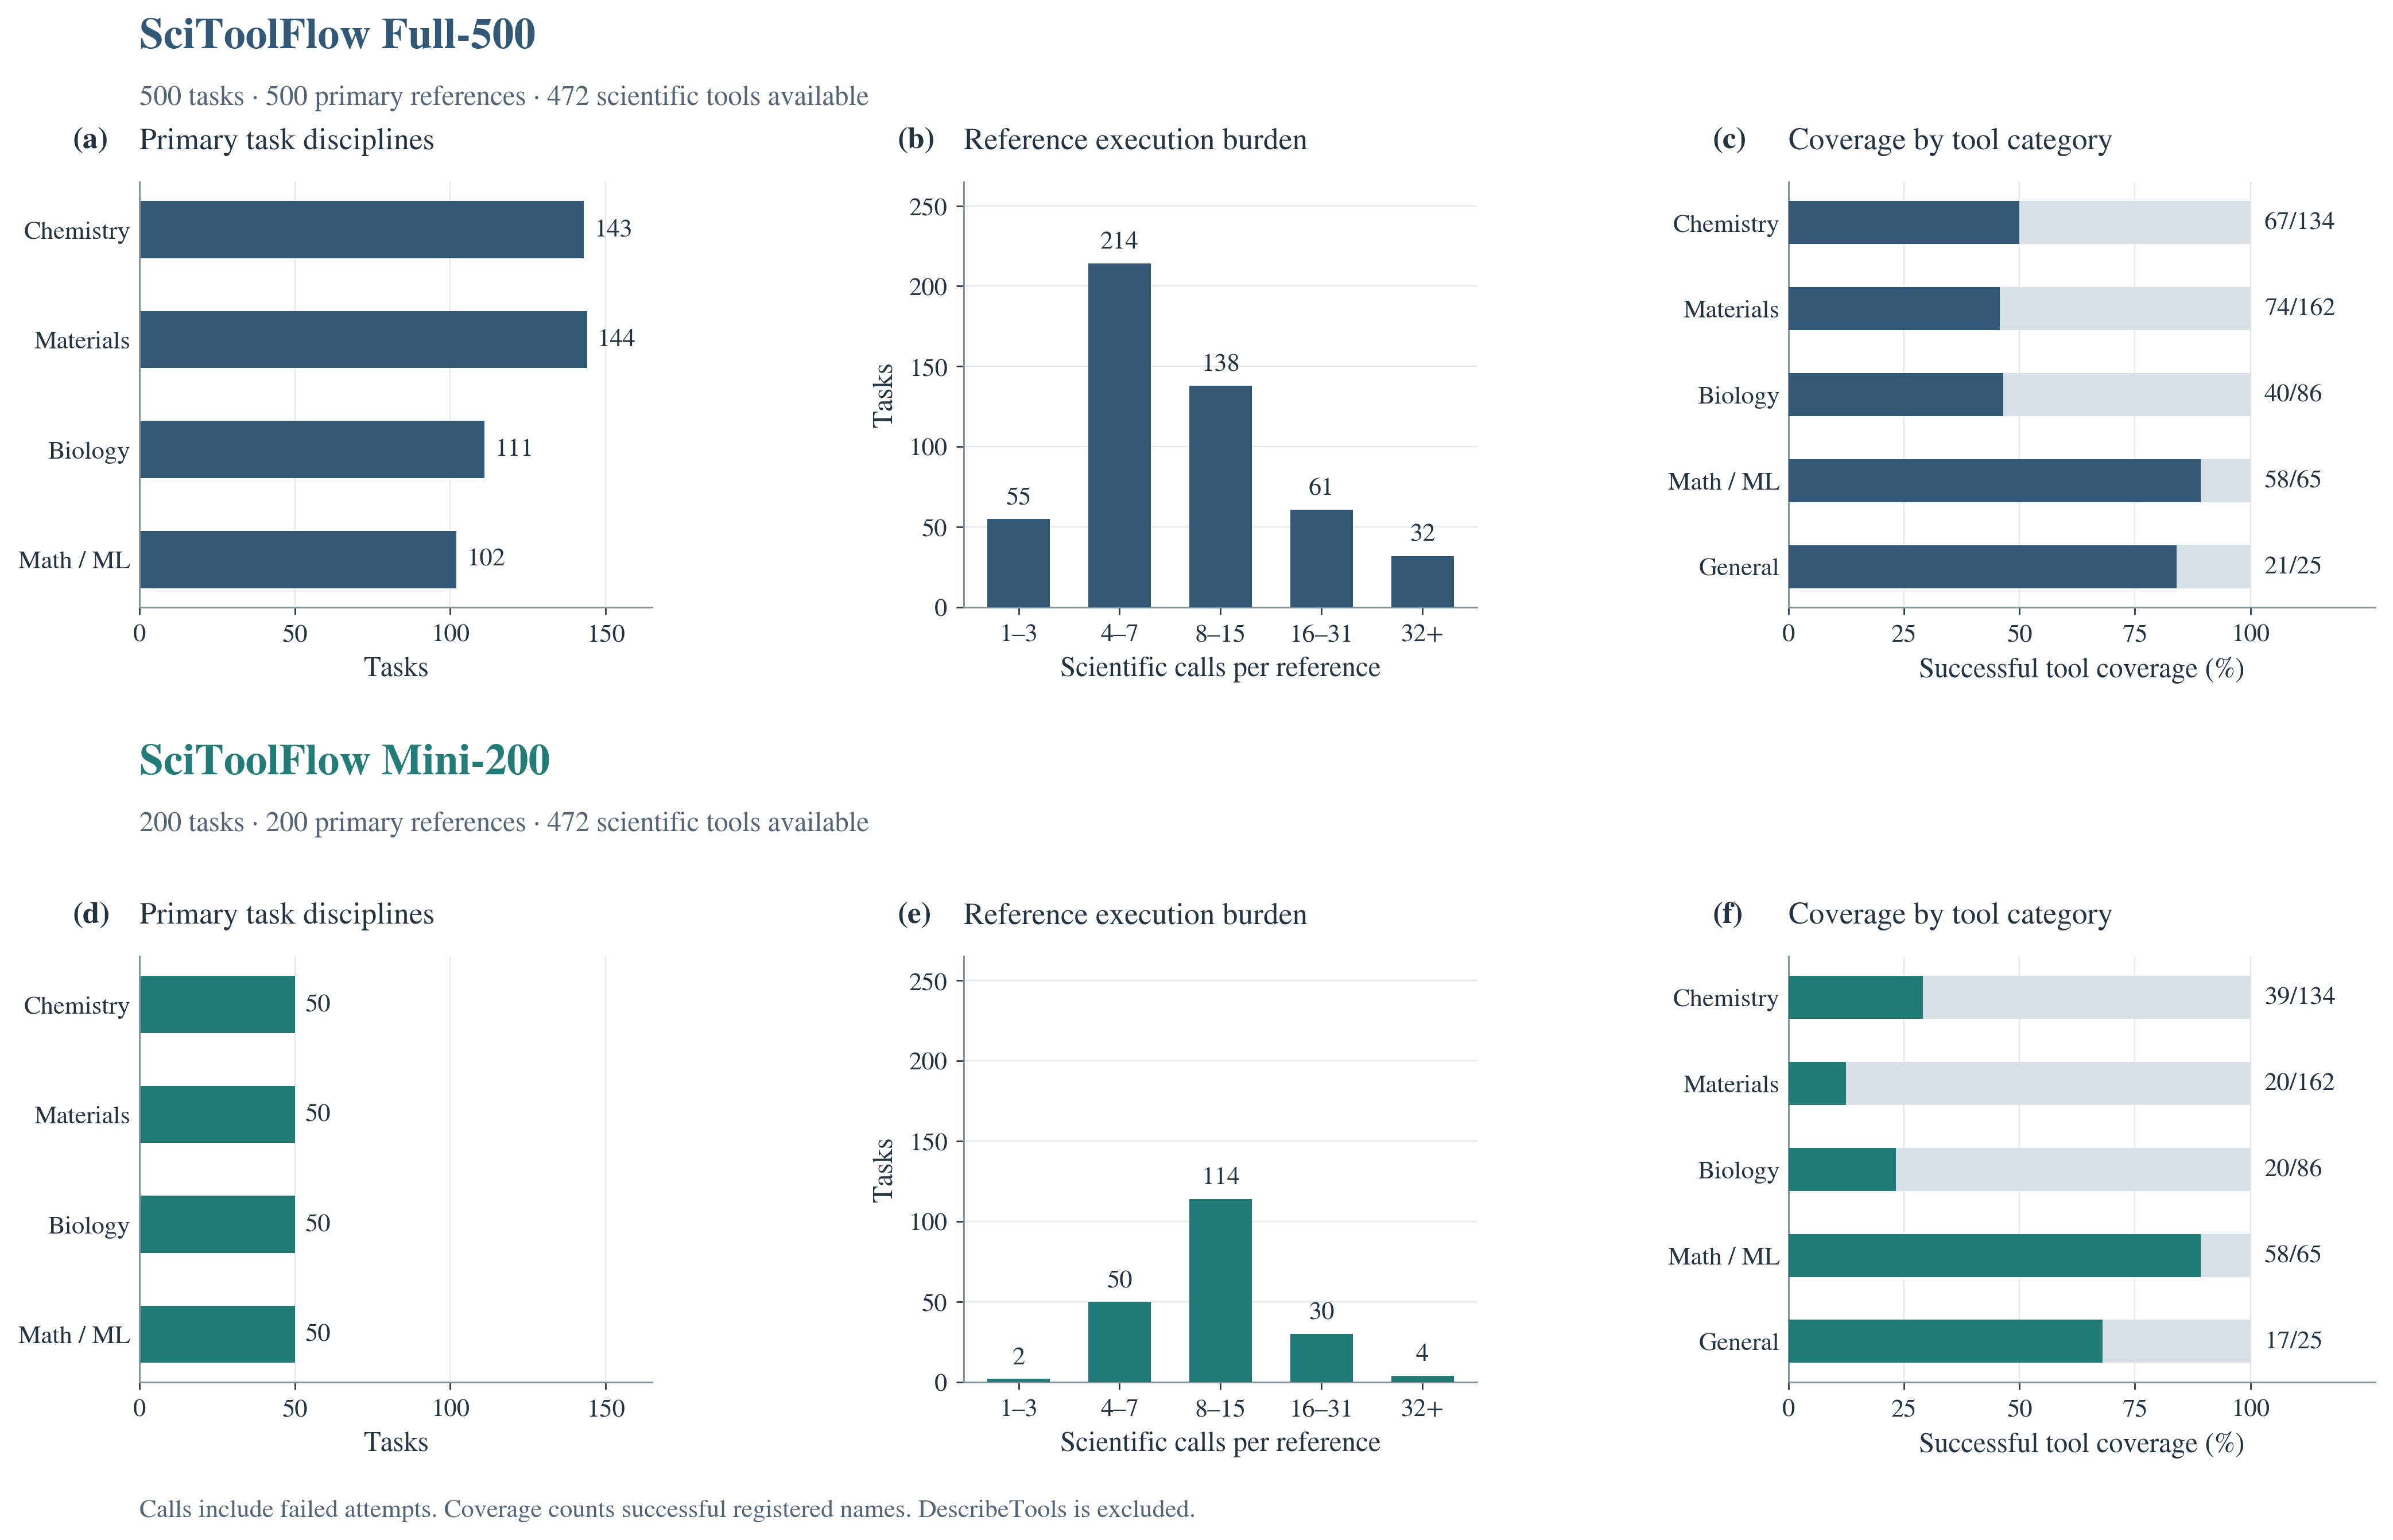 SciToolFlow Full-500
500 tasks · 500 primary references · 472 scientific tools available
(a) Primary task disciplines
Chemistry 143
Materials 144
Biology 111
Math / ML 102
0 50 100 150
Tasks
(b) Reference execution burden
Tasks
250
200
150
100
50
0
55
214
138
61
32
1–3 4–7 8–15 16–31 32+
Scientific calls per reference
(c) Coverage by tool category
Chemistry 67/134
Materials 74/162
Biology 40/86
Math / ML 58/65
General 21/25
0 25 50 75 100
Successful tool coverage (%)
SciToolFlow Mini-200
200 tasks · 200 primary references · 472 scientific tools available
(d) Primary task disciplines
Chemistry 50
Materials 50
Biology 50
Math / ML 50
0 50 100 150
Tasks
(e) Reference execution burden
Tasks
250
200
150
100
50
0
2
50
114
30
4
1–3 4–7 8–15 16–31 32+
Scientific calls per reference
(f) Coverage by tool category
Chemistry 39/134
Materials 20/162
Biology 20/86
Math / ML 58/65
General 17/25
0 25 50 75 100
Successful tool coverage (%)
Calls include failed attempts. Coverage counts successful registered names. DescribeTools is excluded.